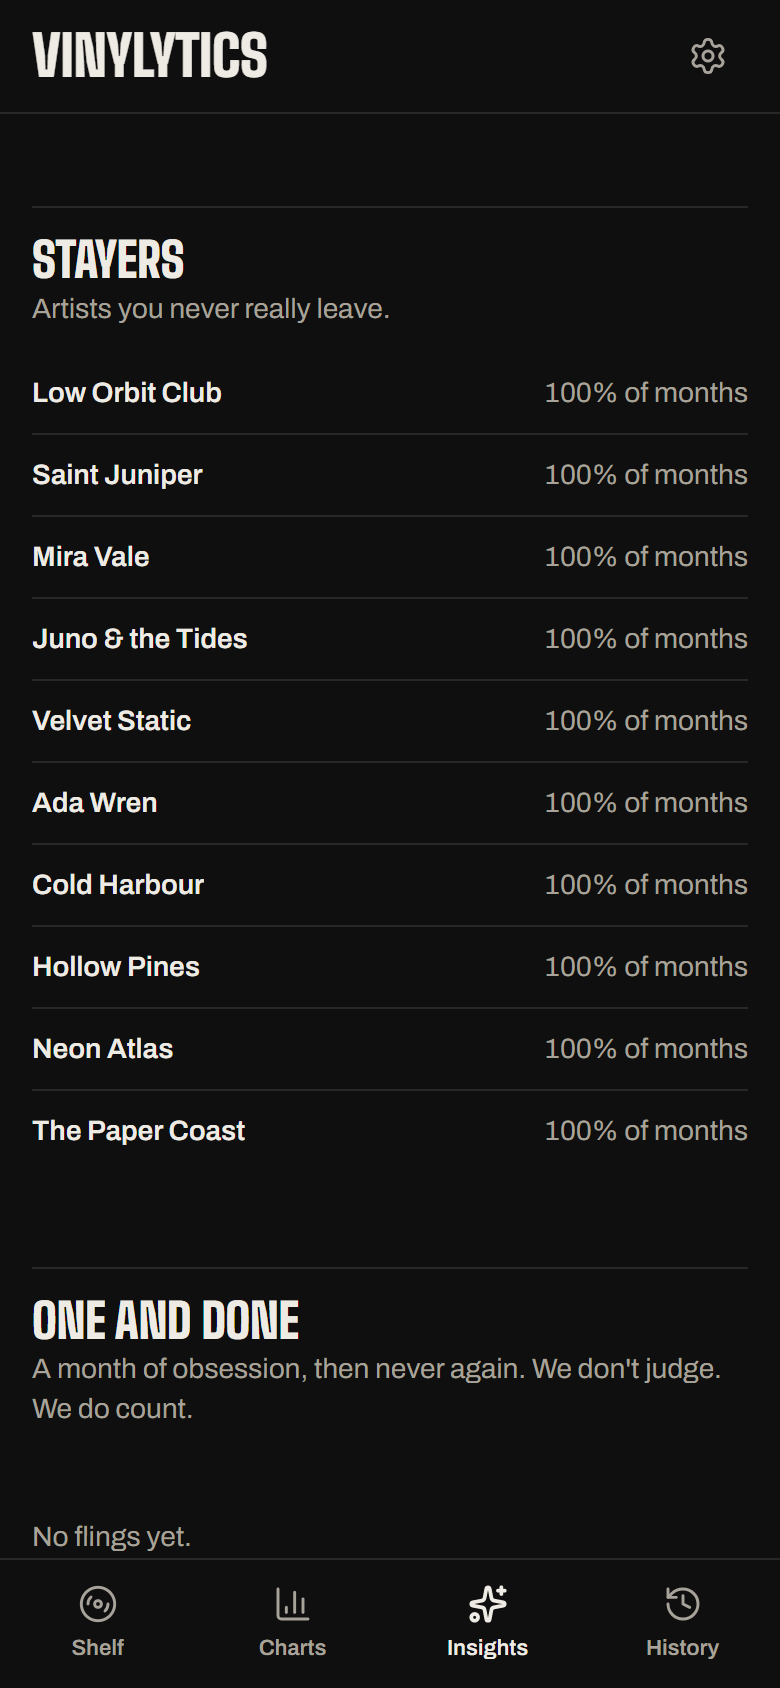 VINYLYTICS
STAYERS
Artists you never really leave.
Low Orbit Club 100% of months
Saint Juniper 100% of months
Mira Vale 100% of months
Juno & the Tides 100% of months
Velvet Static 100% of months
Ada Wren 100% of months
Cold Harbour 100% of months
Hollow Pines 100% of months
Neon Atlas 100% of months
The Paper Coast 100% of months
ONE AND DONE
A month of obsession, then never again. We don't judge.
We do count.
No flings yet.
Shelf Charts Insights History